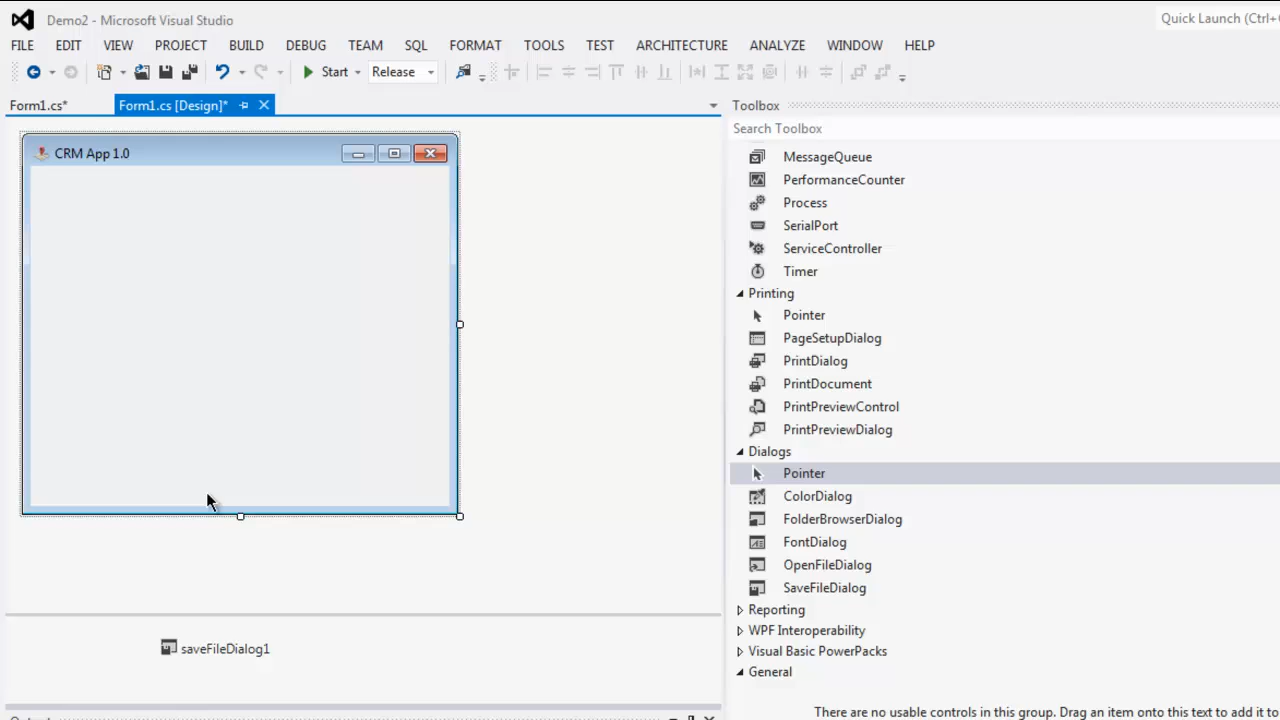 Demo2 - Microsoft Visual Studio
Quick Launch (Ctrl+
FILE EDIT VIEW PROJECT BUILD DEBUG TEAM SQL FORMAT TOOLS TEST ARCHITECTURE ANALYZE WINDOW HELP
Start Release
Form1.cs* Form1.cs [Design]*
Toolbox
Search Toolbox
CRM App 1.0
MessageQueue
PerformanceCounter
Process
SerialPort
ServiceController
Timer
Printing
Pointer
PageSetupDialog
PrintDialog
PrintDocument
PrintPreviewControl
PrintPreviewDialog
Dialogs
Pointer
ColorDialog
FolderBrowserDialog
FontDialog
OpenFileDialog
SaveFileDialog
Reporting
WPF Interoperability
Visual Basic PowerPacks
General
There are no usable controls in this group. Drag an item onto this text to add it to
saveFileDialog1